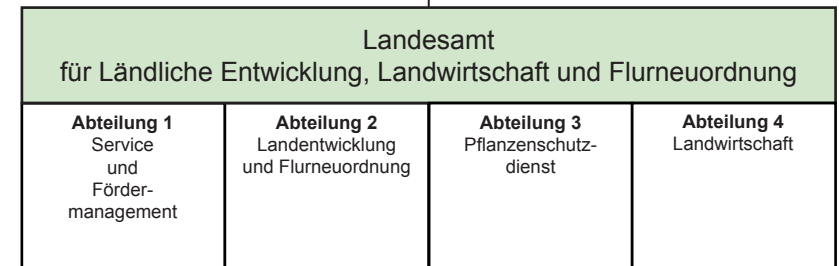 Landesamt
für Ländliche Entwicklung, Landwirtschaft und Flurneuordnung
Abteilung 1
Service
und
Förder-
management
Abteilung 2
Landentwicklung
und Flurneuordnung
Abteilung 3
Pflanzenschutz-
dienst
Abteilung 4
Landwirtschaft